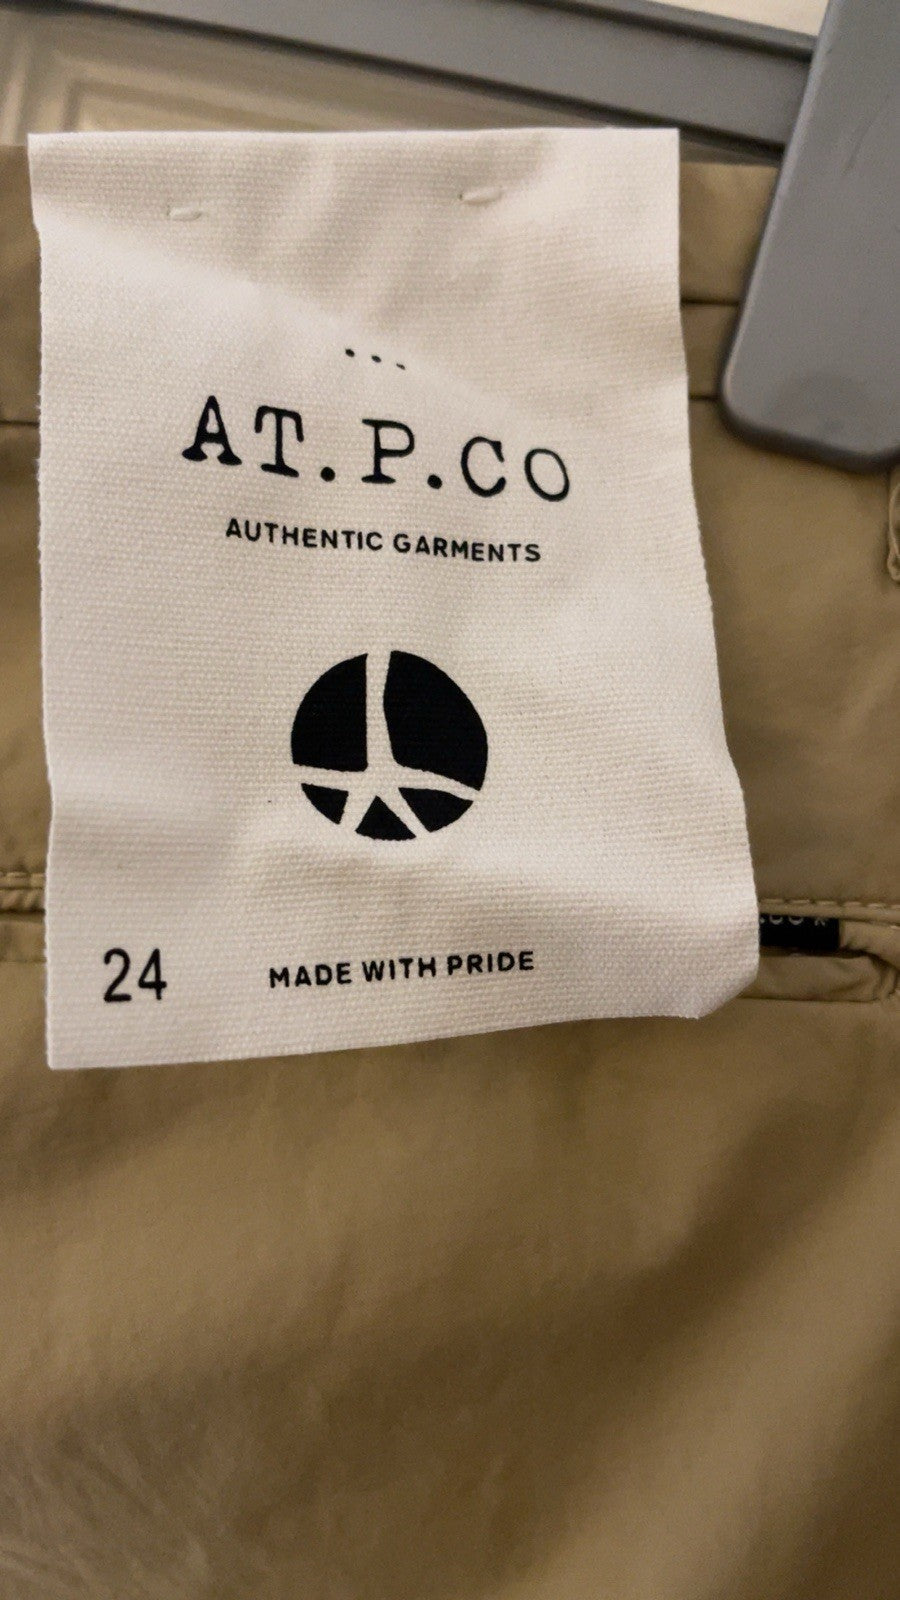 ...
AT.P.CO
AUTHENTIC GARMENTS
24 MADE WITH PRIDE